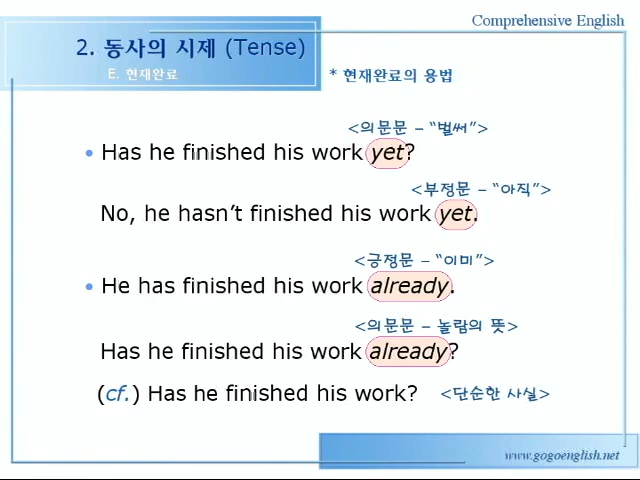 Comprehensive English
2. 동사의 시제 (Tense)
E. 현재완료
* 현재완료의 용법
<의문문 – “벌써”>
• Has he finished his work yet?
<부정문 – “아직”>
No, he hasn’t finished his work yet.
<긍정문 – “이미”>
• He has finished his work already.
<의문문 – 놀람의 뜻>
Has he finished his work already?
(cf.) Has he finished his work? <단순한 사실>
www.gogoenglish.net